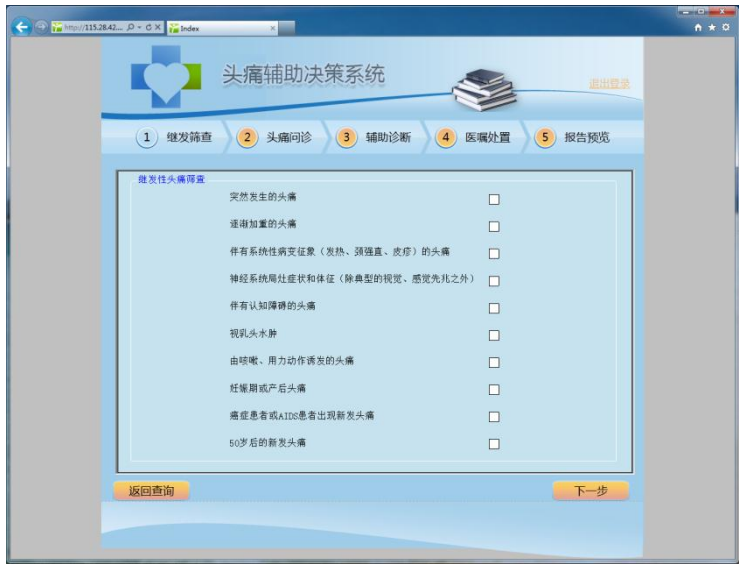 http://115.28.42...
Index
头痛辅助决策系统
退出登录
1 继发筛查
2 头痛问诊
3 辅助诊断
4 医嘱处置
5 报告预览
继发性头痛筛查
突然发生的头痛
逐渐加重的头痛
伴有系统性病变征象（发热、颈强直、皮疹）的头痛
神经系统局灶症状和体征（除典型的视觉、感觉先兆之外）
伴有认知障碍的头痛
视乳头水肿
由咳嗽、用力动作诱发的头痛
妊娠期或产后头痛
癌症患者或AIDS患者出现新发头痛
50岁后的新发头痛
返回查询
下一步